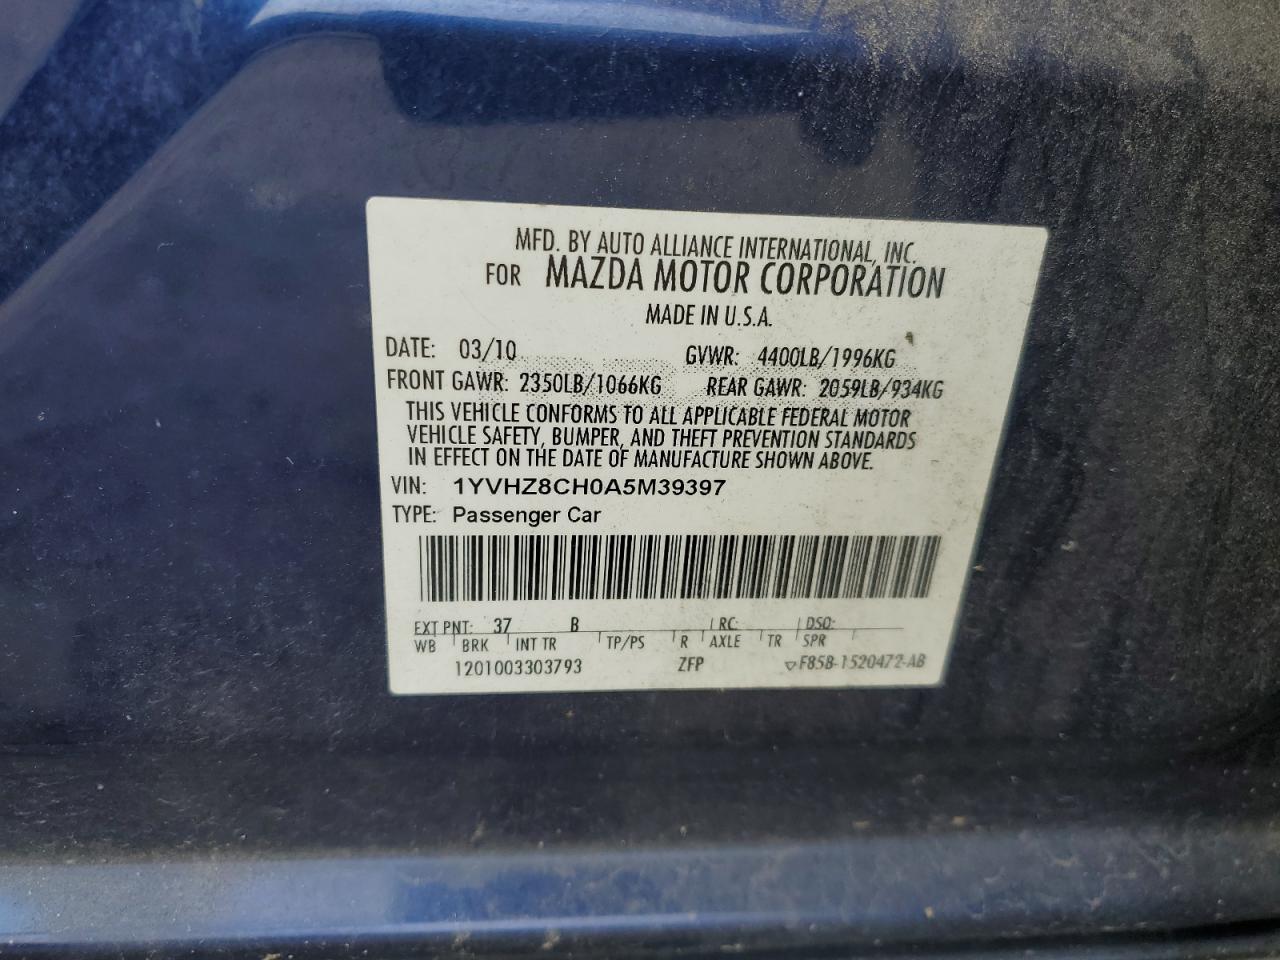 MFD. BY AUTO ALLIANCE INTERNATIONAL, INC.
FOR MAZDA MOTOR CORPORATION
MADE IN U.S.A.
DATE: 03/10 GVWR: 4400LB/1996KG
FRONT GAWR: 2350LB/1066KG REAR GAWR: 2059LB/934KG
THIS VEHICLE CONFORMS TO ALL APPLICABLE FEDERAL MOTOR
VEHICLE SAFETY, BUMPER, AND THEFT PREVENTION STANDARDS
IN EFFECT ON THE DATE OF MANUFACTURE SHOWN ABOVE.
VIN: 1YVHZ8CH0A5M39397
TYPE: Passenger Car
EXT PNT: 37 B RC: DSO:
WB BRK INT TR TP/PS R AXLE TR SPR
1201003303793 ZFP ▽F85B-1520472-AB